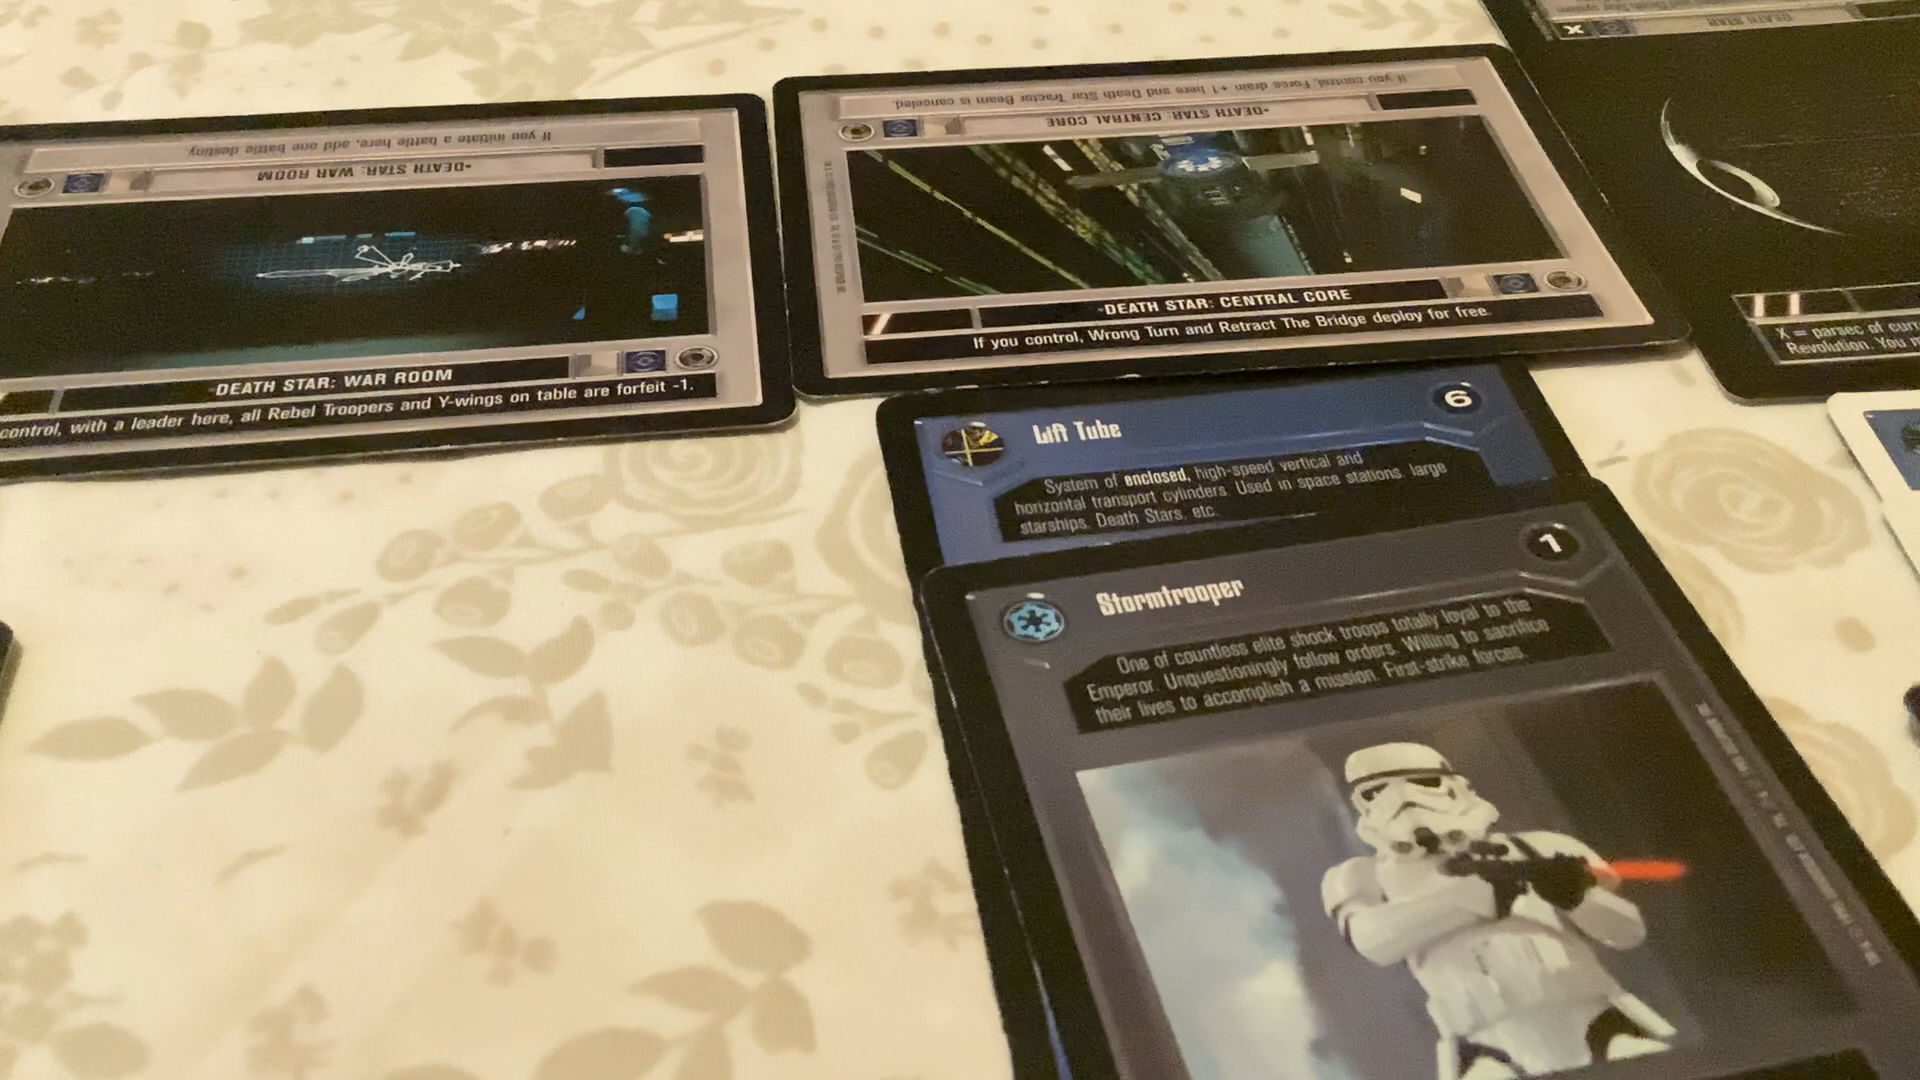 If you initiate a battle here, add one battle destiny.
•DEATH STAR: WAR ROOM
•DEATH STAR: WAR ROOM
control, with a leader here, all Rebel Troopers and Y-wings on table are forfeit -1.
If you control, Force drain +1 here and Death Star Tractor Beam is canceled.
•DEATH STAR: CENTRAL CORE
•DEATH STAR: CENTRAL CORE
If you control, Wrong Turn and Retract The Bridge deploy for free.
DEATH STAR
X
X = parsec of
Revolution. You
Lift Tube
6
System of enclosed, high-speed vertical and
horizontal transport cylinders. Used in space stations, large
starships, Death Stars, etc.
Stormtrooper
1
One of countless elite shock troops totally loyal to the
Emperor. Unquestioningly follow orders. Willing to sacrifice
their lives to accomplish a mission. First-strike forces.